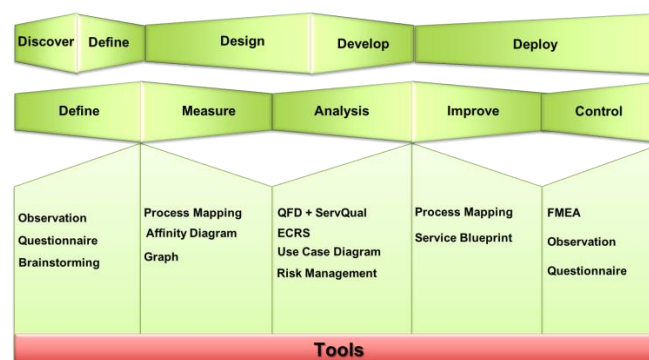 Discover Define Design Develop Deploy
Define Measure Analysis Improve Control
Observation
Questionnaire
Brainstorming
Process Mapping
Affinity Diagram
Graph
QFD + ServQual
ECRS
Use Case Diagram
Risk Management
Process Mapping
Service Blueprint
FMEA
Observation
Questionnaire
Tools